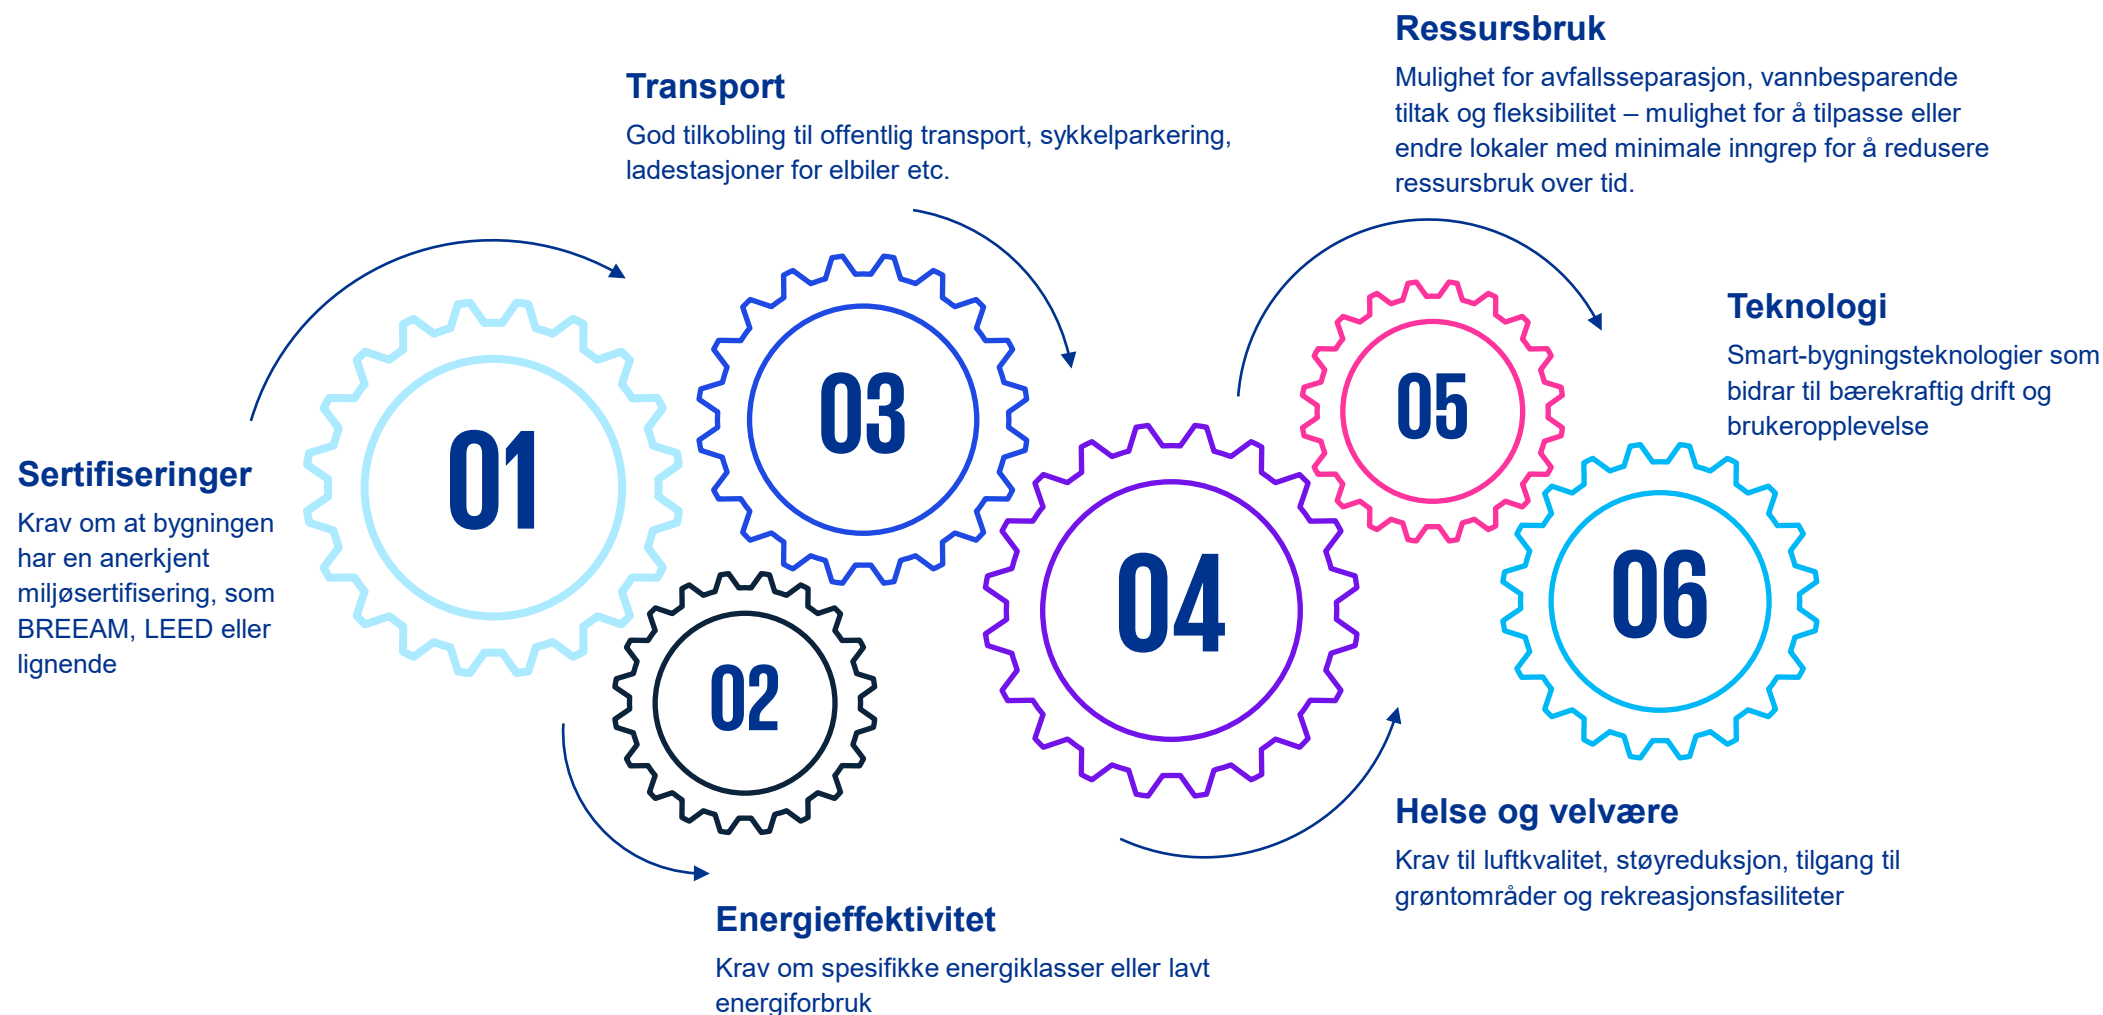 Sertifiseringer
Krav om at bygningen
har en anerkjent
miljøsertifisering, som
BREEAM, LEED eller
lignende
01
02
Energieffektivitet
Krav om spesifikke energiklasser eller lavt
energiforbruk
Transport
God tilkobling til offentlig transport, sykkelparkering,
ladestasjoner for elbiler etc.
03
04
Helse og velvære
Krav til luftkvalitet, støyreduksjon, tilgang til
grøntområder og rekreasjonsfasiliteter
Ressursbruk
Mulighet for avfallsseparasjon, vannbesparende
tiltak og fleksibilitet – mulighet for å tilpasse eller
endre lokaler med minimale inngrep for å redusere
ressursbruk over tid.
05
Teknologi
Smart-bygningsteknologier som
bidrar til bærekraftig drift og
brukeropplevelse
06